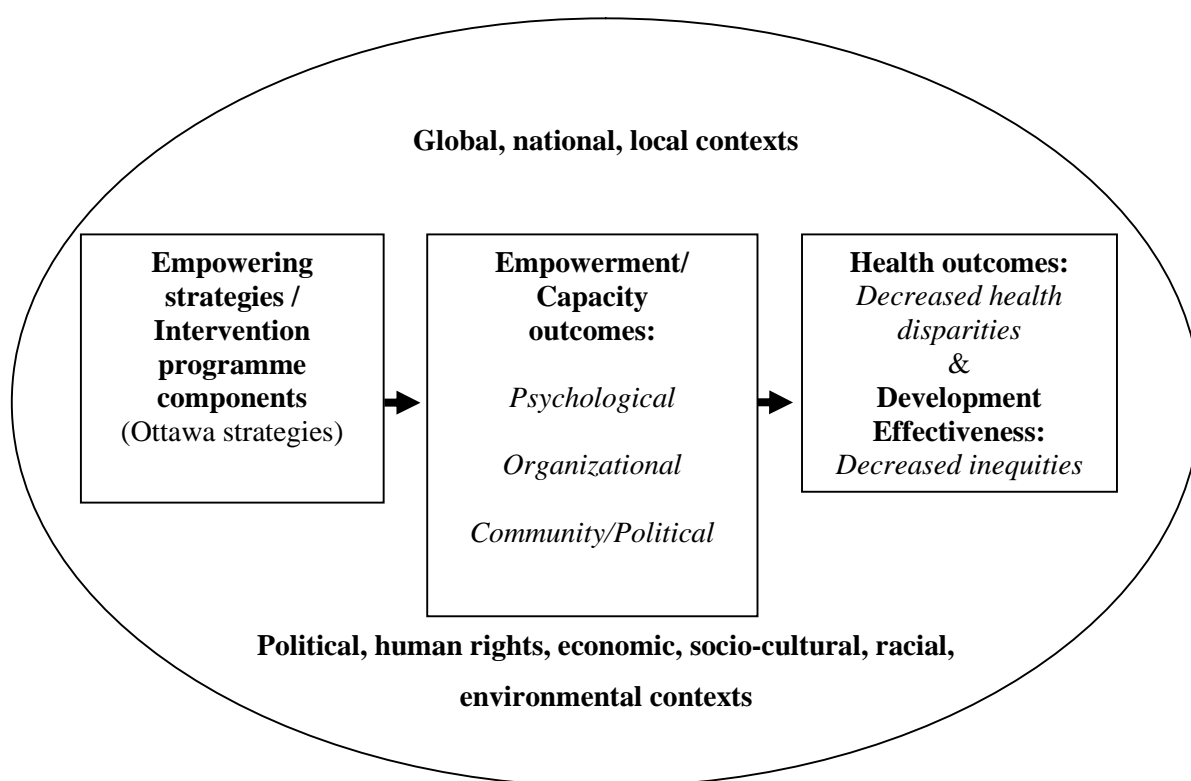 Global, national, local contexts
Empowering
strategies /
Intervention
programme
components
(Ottawa strategies)
Empowerment/
Capacity
outcomes:
Psychological
Organizational
Community/Political
Health outcomes:
Decreased health
disparities
&
Development
Effectiveness:
Decreased inequities
Political, human rights, economic, socio-cultural, racial,
environmental contexts